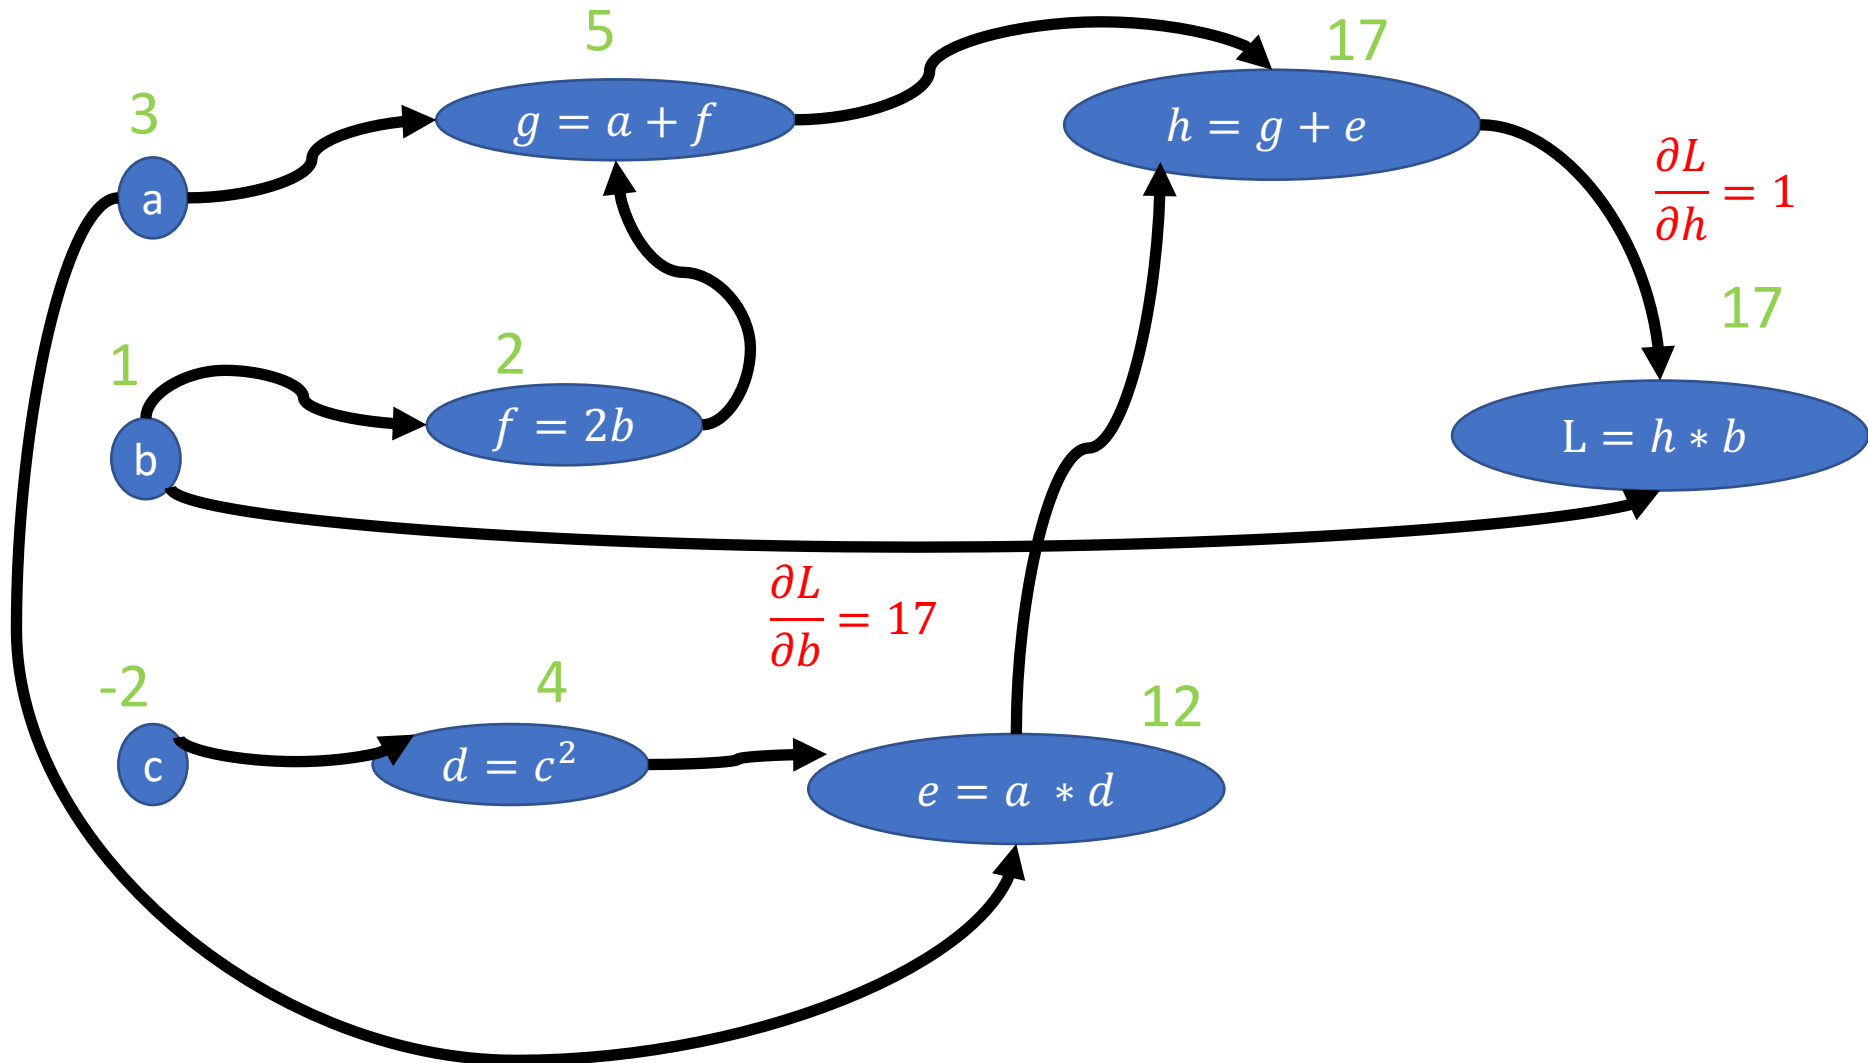 5
17
3
g = a + f
h = g + e
a
∂L/∂h = 1
17
1
2
f = 2b
L = h ∗ b
b
∂L/∂b = 17
-2
4
12
c
d = c²
e = a ∗ d